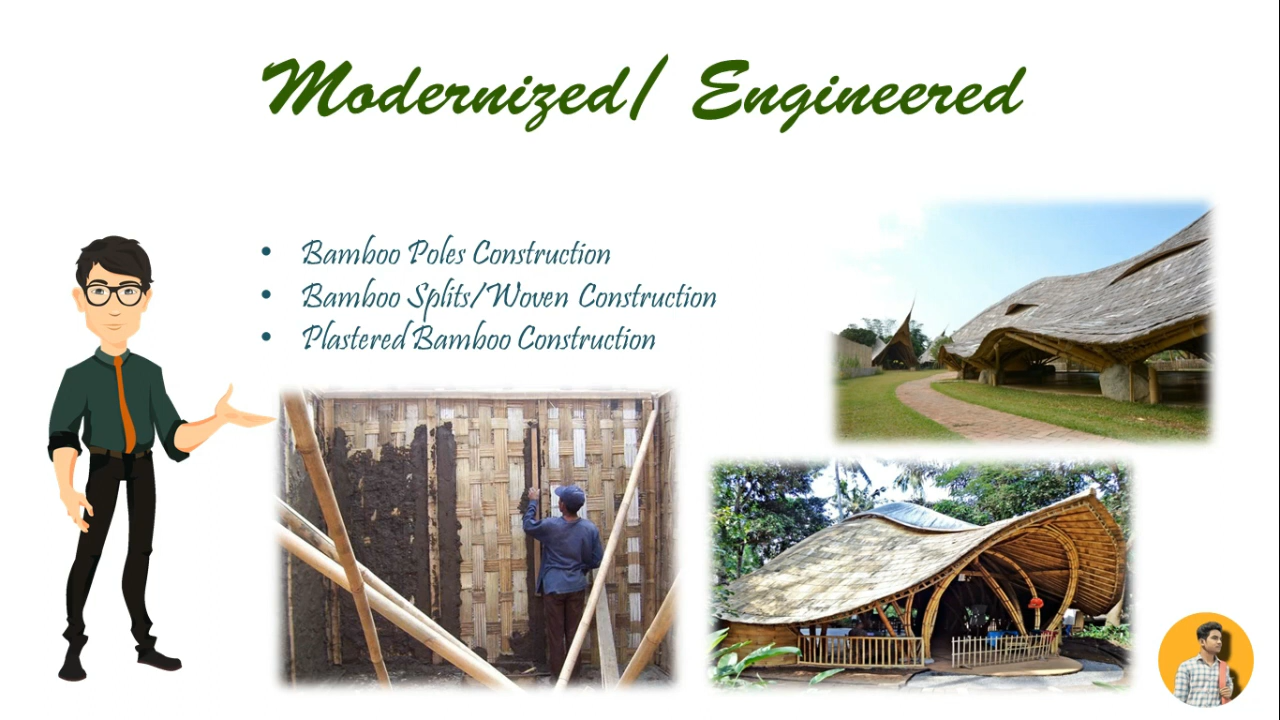 Modernized/ Engineered
• Bamboo Poles Construction
• Bamboo Splits/Woven Construction
• Plastered Bamboo Construction